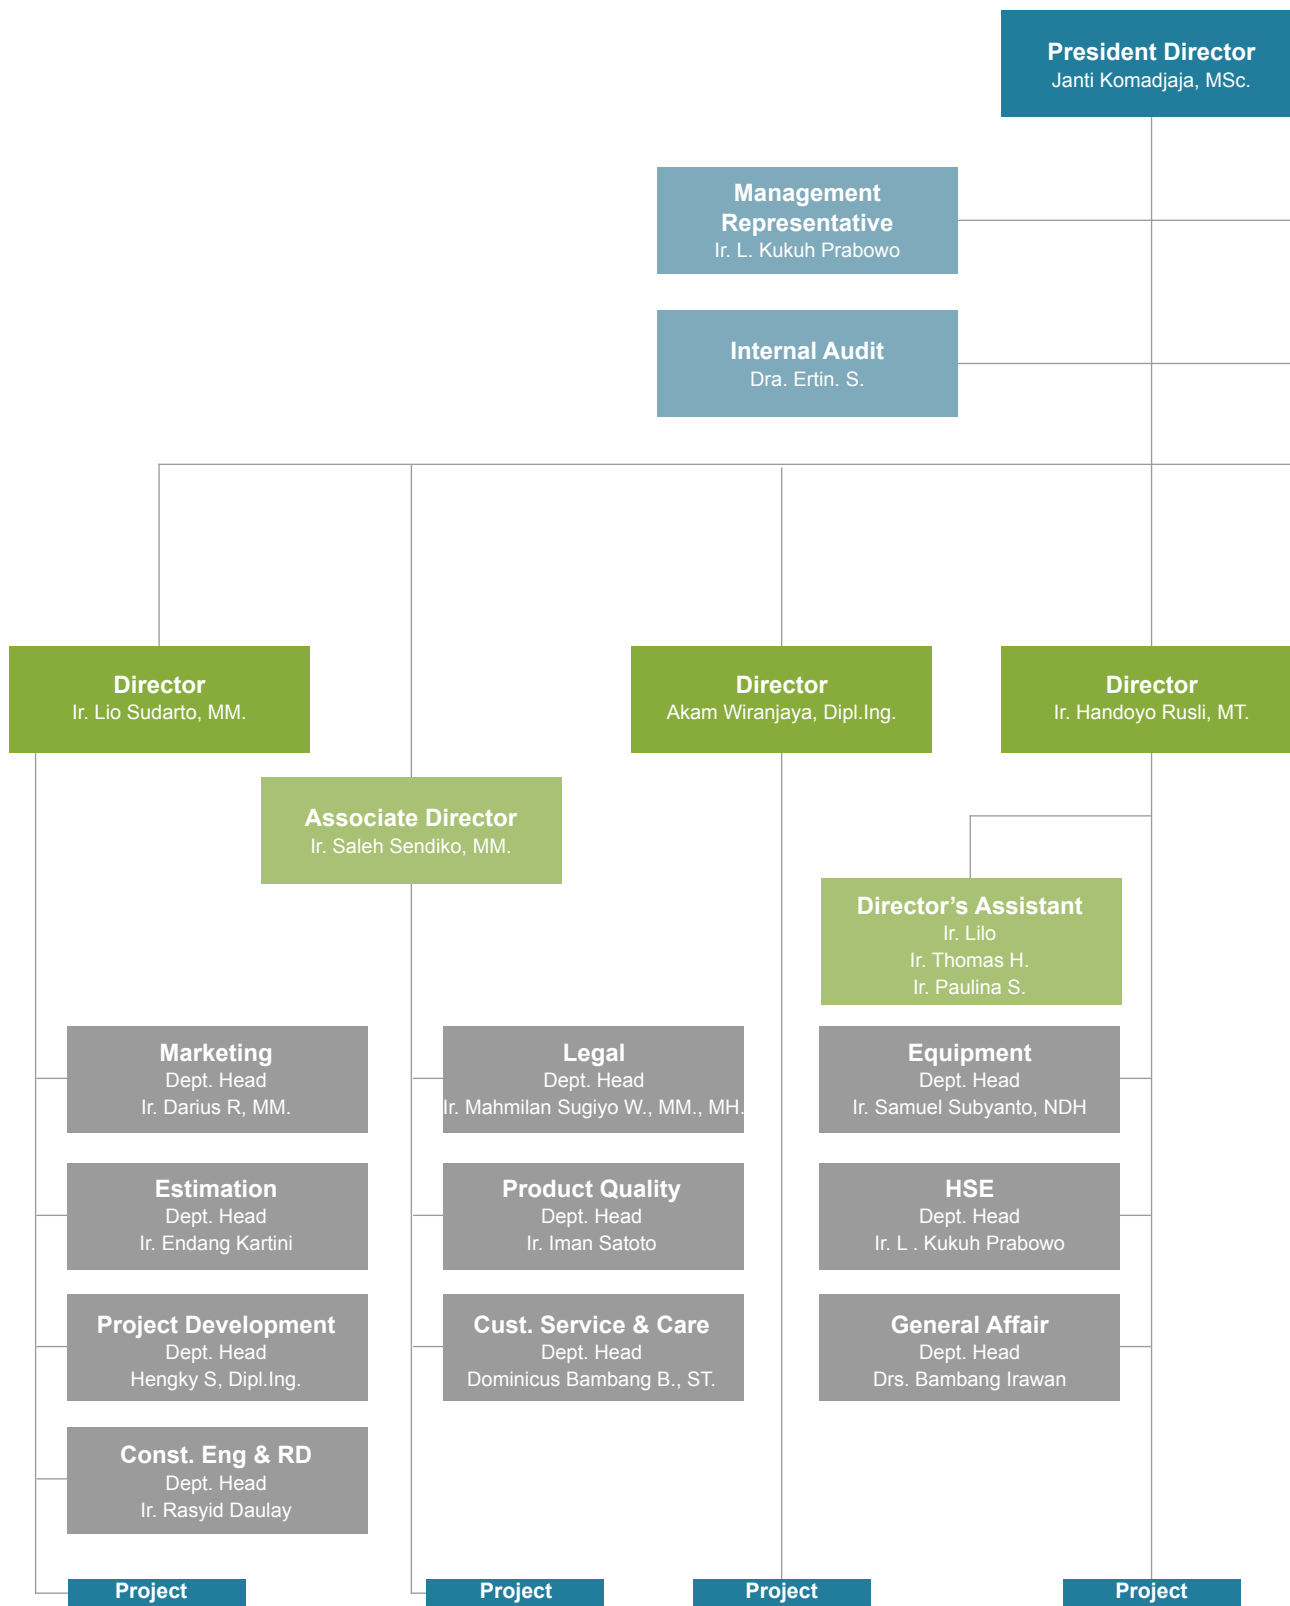 President Director
Janti Komadjaja, MSc.
Management
Representative
Ir. L. Kukuh Prabowo
Internal Audit
Dra. Ertin. S.
Director
Ir. Lio Sudarto, MM.
Director
Akam Wiranjaya, Dipl.Ing.
Director
Ir. Handoyo Rusli, MT.
Associate Director
Ir. Saleh Sendiko, MM.
Director’s Assistant
Ir. Lilo
Ir. Thomas H.
Ir. Paulina S.
Marketing
Dept. Head
Ir. Darius R, MM.
Legal
Dept. Head
Ir. Mahmilan Sugiyo W., MM., MH.
Equipment
Dept. Head
Ir. Samuel Subyanto, NDH
Estimation
Dept. Head
Ir. Endang Kartini
Product Quality
Dept. Head
Ir. Iman Satoto
HSE
Dept. Head
Ir. L . Kukuh Prabowo
Project Development
Dept. Head
Hengky S, Dipl.Ing.
Cust. Service & Care
Dept. Head
Dominicus Bambang B., ST.
General Affair
Dept. Head
Drs. Bambang Irawan
Const. Eng & RD
Dept. Head
Ir. Rasyid Daulay
Project
Project
Project
Project